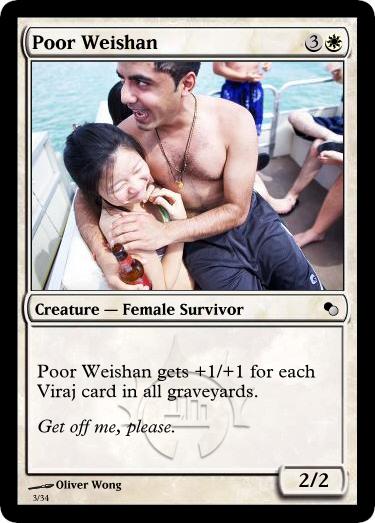 Poor Weishan 3
Creature — Female Survivor
Poor Weishan gets +1/+1 for each
Viraj card in all graveyards.
Get off me, please.
2/2
Oliver Wong
3/34